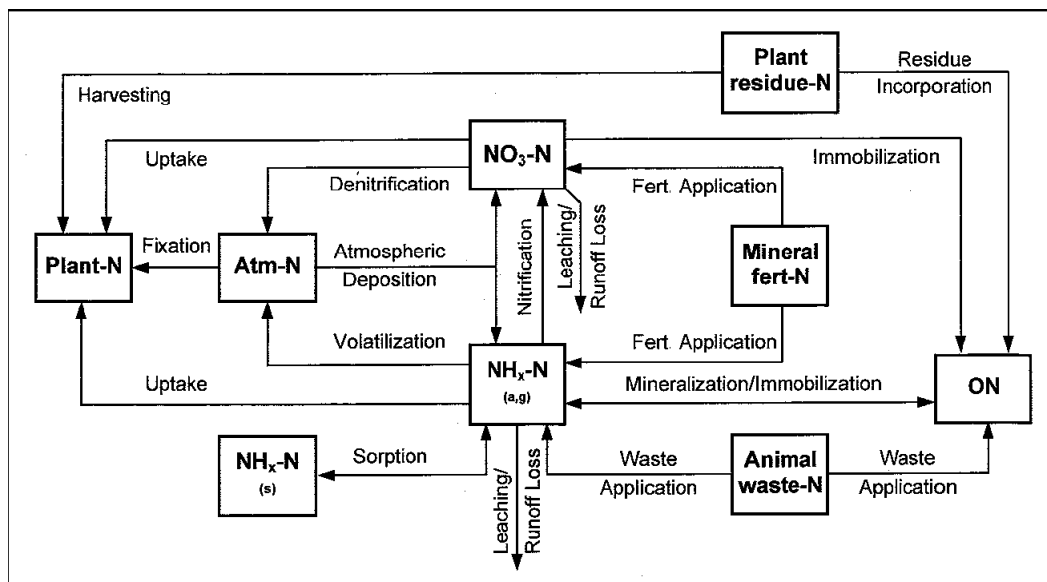 Plant
residue-N
Residue
Incorporation
Harvesting
NO₃-N
Uptake
Immobilization
Denitrification
Fert. Application
Leaching/
Runoff Loss
Nitrification
Mineral
fert-N
Plant-N
Fixation
Atm-N
Atmospheric
Deposition
Volatilization
Fert. Application
NHₓ-N
(a,g)
Uptake
Mineralization/Immobilization
ON
NHₓ-N
(s)
Sorption
Leaching/
Runoff Loss
Waste
Application
Animal
waste-N
Waste
Application